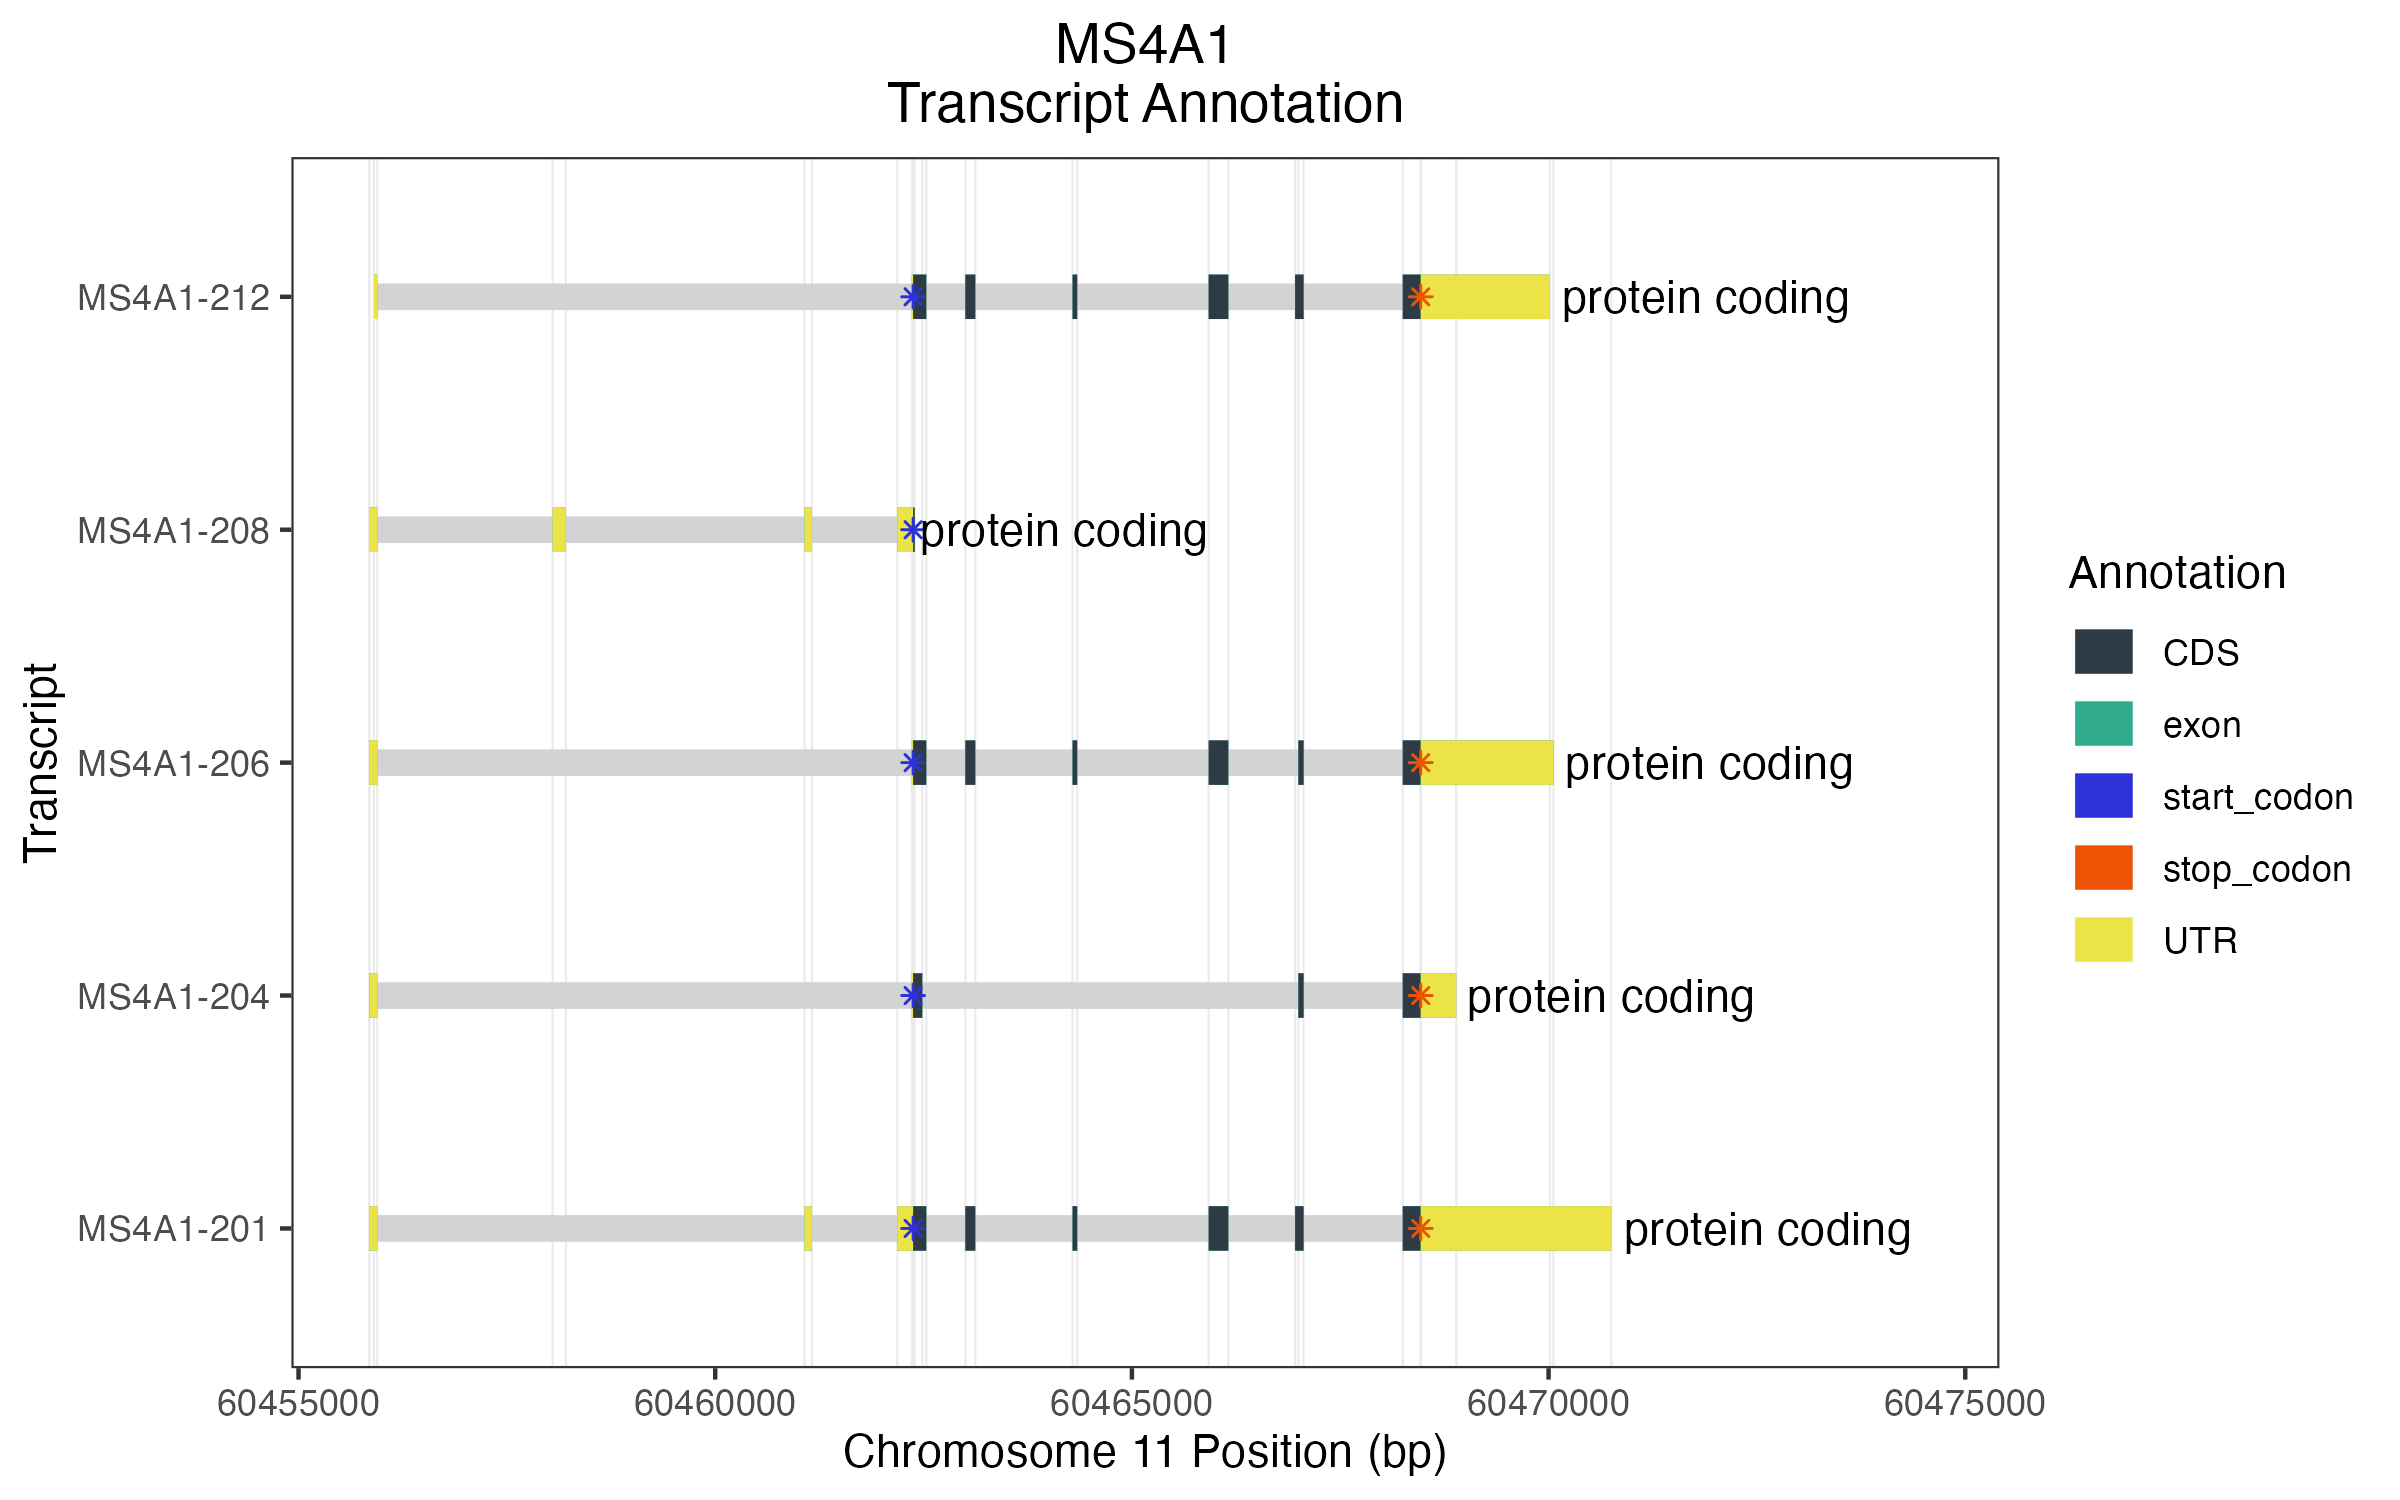 MS4A1
Transcript Annotation
MS4A1-212
protein coding
MS4A1-208
protein coding
MS4A1-206
protein coding
MS4A1-204
protein coding
MS4A1-201
protein coding
Transcript
60455000
60460000
60465000
60470000
60475000
Chromosome 11 Position (bp)
Annotation
CDS
exon
start_codon
stop_codon
UTR